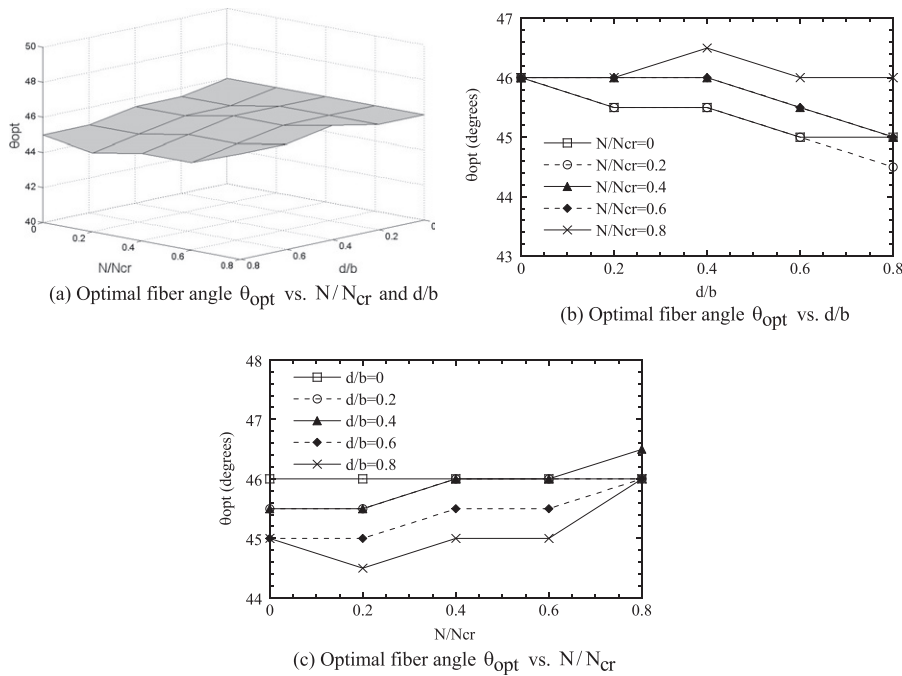 50
48
46
44
42
40
θopt
0
0.2
0.4
0.6
0.8
N/Ncr
0.8
0.6
0.4
0.2
0
d/b
(a) Optimal fiber angle θopt vs. N/Ncr and d/b
47
46
45
44
43
θopt (degrees)
N/Ncr=0
N/Ncr=0.2
N/Ncr=0.4
N/Ncr=0.6
N/Ncr=0.8
0 0.2 0.4 0.6 0.8
d/b
(b) Optimal fiber angle θopt vs. d/b
48
47
46
45
44
θopt (degrees)
d/b=0
d/b=0.2
d/b=0.4
d/b=0.6
d/b=0.8
0 0.2 0.4 0.6 0.8
N/Ncr
(c) Optimal fiber angle θopt vs. N/Ncr